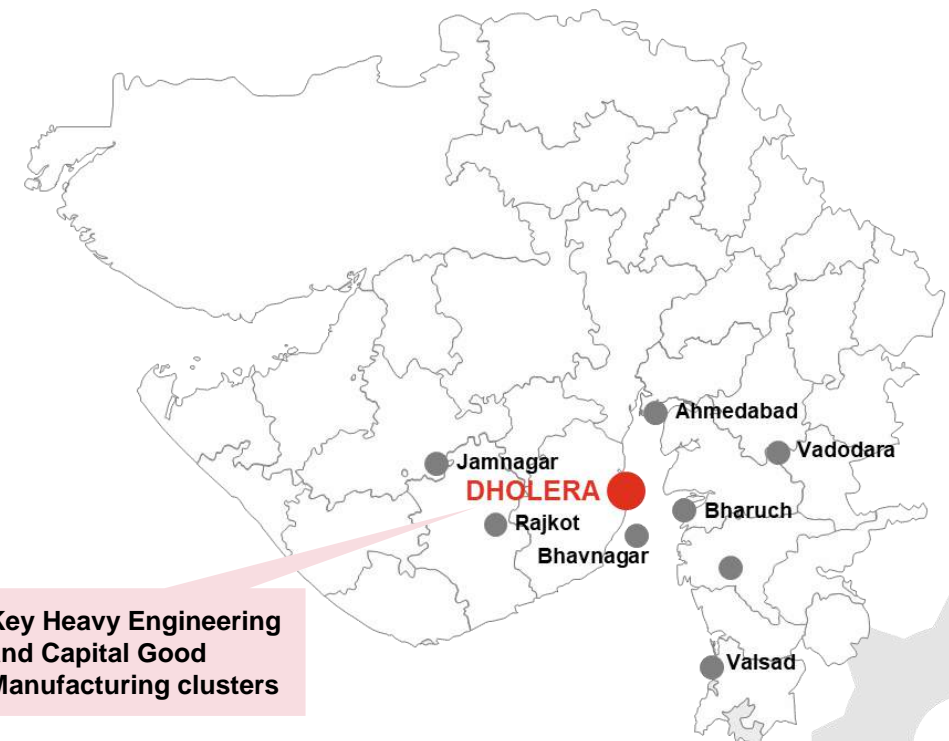 Ahmedabad
Vadodara
Jamnagar
DHOLERA
Bharuch
Rajkot
Bhavnagar
Key Heavy Engineering
and Capital Good
Manufacturing clusters
Valsad